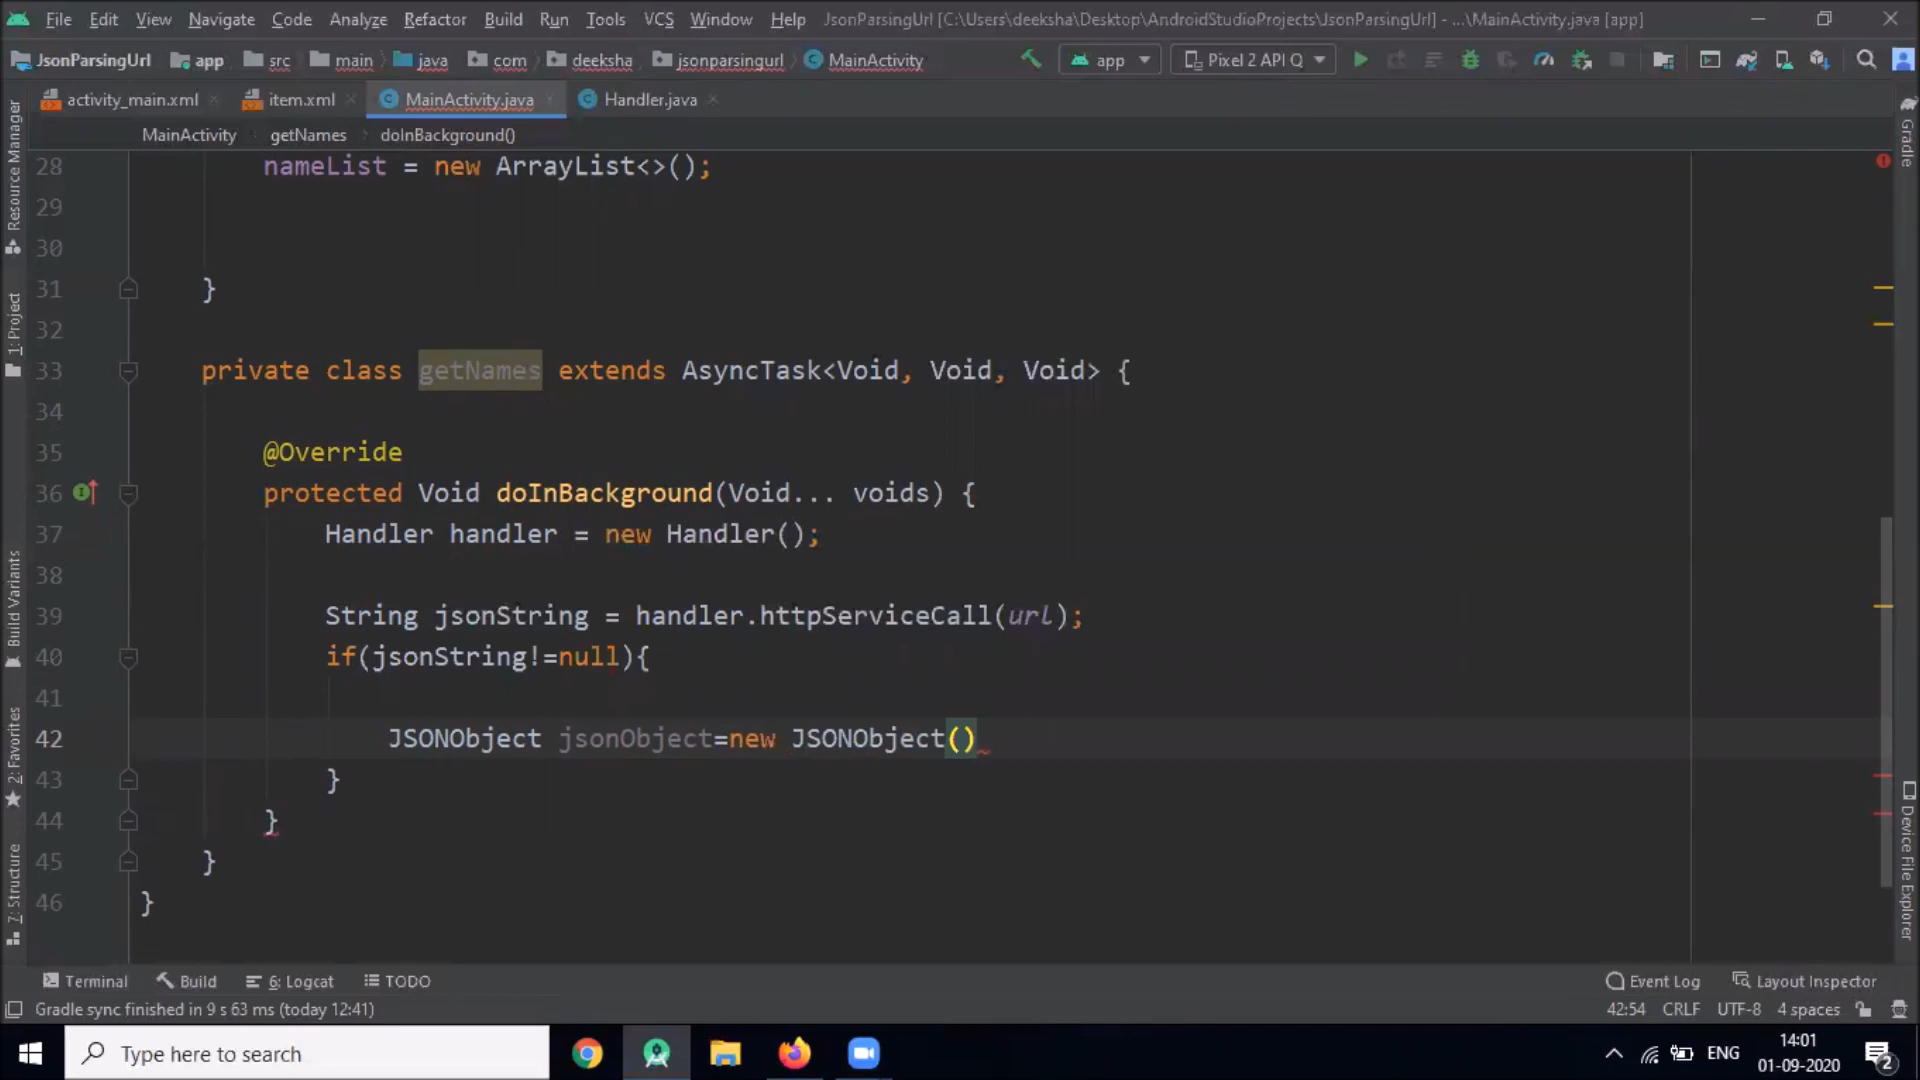 File Edit View Navigate Code Analyze Refactor Build Run Tools VCS Window Help JsonParsingUrl [C:\Users\deeksha\Desktop\AndroidStudioProjects\JsonParsingUrl] - ...\MainActivity.java [app]
JsonParsingUrl app src main java com deeksha jsonparsingurl MainActivity app Pixel 2 API Q
activity_main.xml item.xml MainActivity.java Handler.java
MainActivity getNames doInBackground()
28 nameList = new ArrayList<>();
29
30
31 }
32
33 private class getNames extends AsyncTask<Void, Void, Void> {
34
35 @Override
36 protected Void doInBackground(Void... voids) {
37 Handler handler = new Handler();
38
39 String jsonString = handler.httpServiceCall(url);
40 if(jsonString!=null){
41
42 JSONObject jsonObject=new JSONObject()
43 }
44 }
45 }
46 }
Resource Manager
1: Project
Build Variants
2: Favorites
7: Structure
Gradle
Device File Explorer
Terminal Build 6: Logcat TODO Event Log Layout Inspector
Gradle sync finished in 9 s 63 ms (today 12:41) 42:54 CRLF UTF-8 4 spaces
Type here to search ENG 14:01
01-09-2020 2